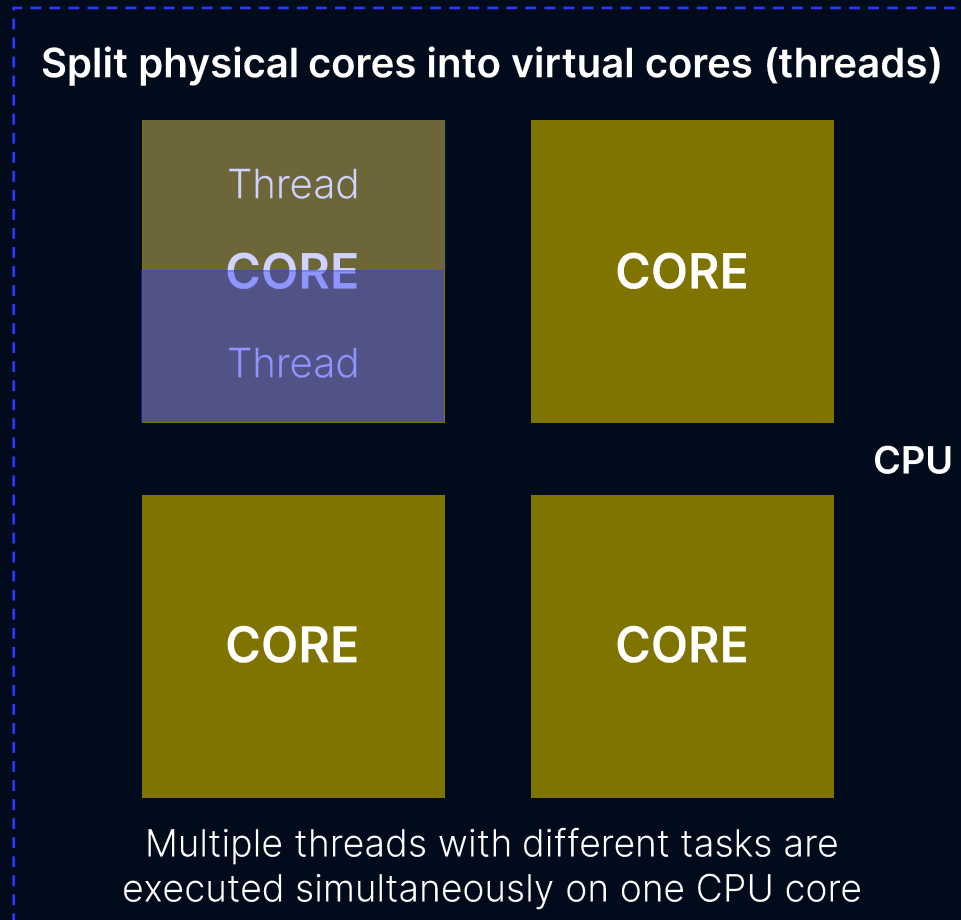 Split physical cores into virtual cores (threads)
Thread
CORE
Thread
CORE
CPU
CORE
CORE
Multiple threads with different tasks are
executed simultaneously on one CPU core